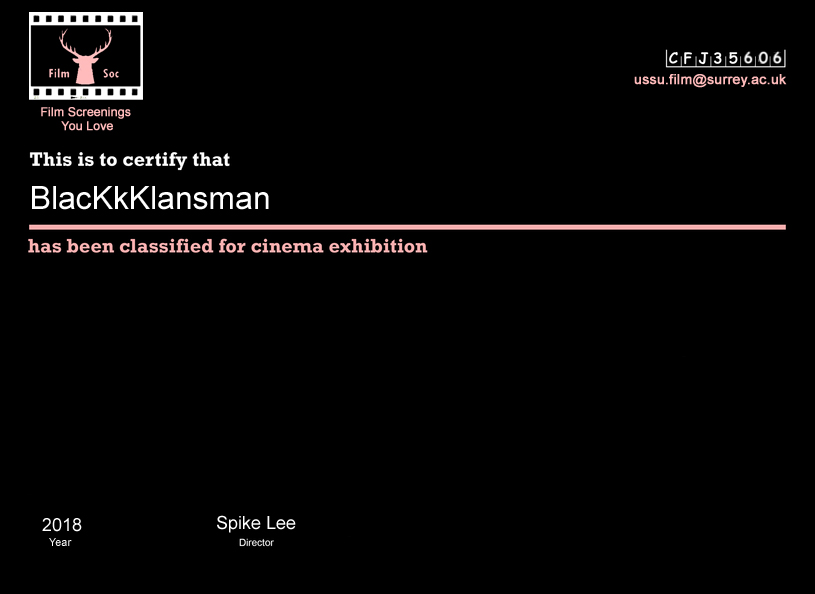 Film Soc
Film Screenings
You Love
CFJ35606
ussu.film@surrey.ac.uk
This is to certify that
BlacKkKlansman
has been classified for cinema exhibition
2018
Year
Spike Lee
Director